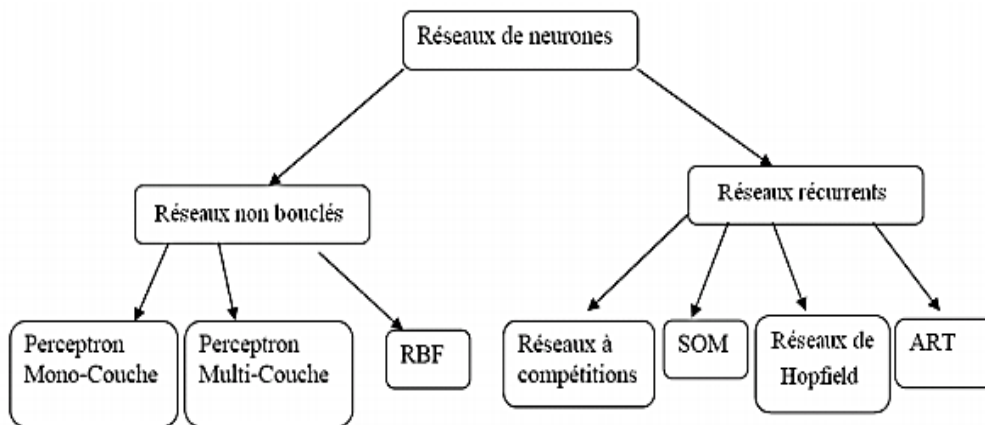 Réseaux de neurones
Réseaux non bouclés
Réseaux récurrents
Perceptron
Mono-Couche
Perceptron
Multi-Couche
RBF
Réseaux à
compétitions
SOM
Réseaux de
Hopfield
ART